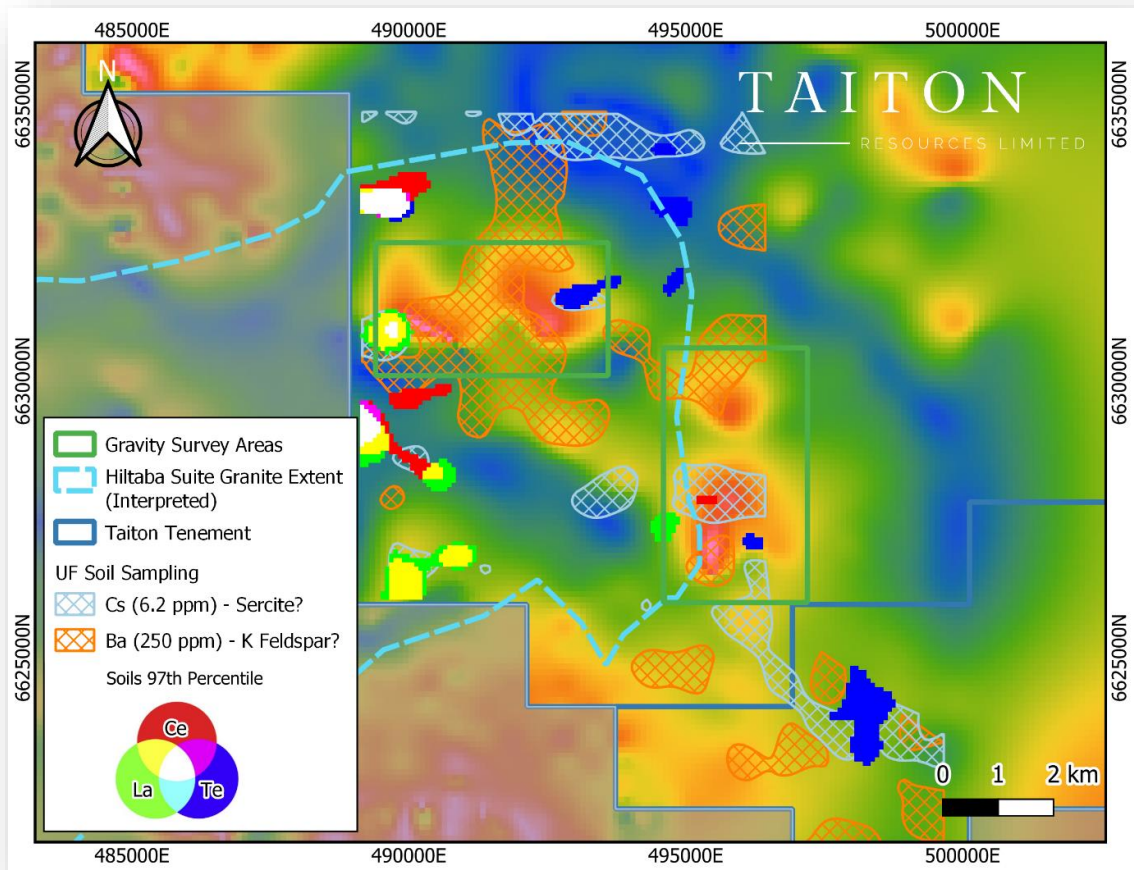 485000E 490000E 495000E 500000E
N
TAITON
RESOURCES LIMITED
6635000N
6635000N
6630000N
6630000N
6625000N
6625000N
Gravity Survey Areas
Hiltaba Suite Granite Extent
(Interpreted)
Taiton Tenement
UF Soil Sampling
Cs (6.2 ppm) - Sercite?
Ba (250 ppm) - K Feldspar?
Soils 97th Percentile
Ce
La
Te
0 1 2 km
485000E 490000E 495000E 500000E